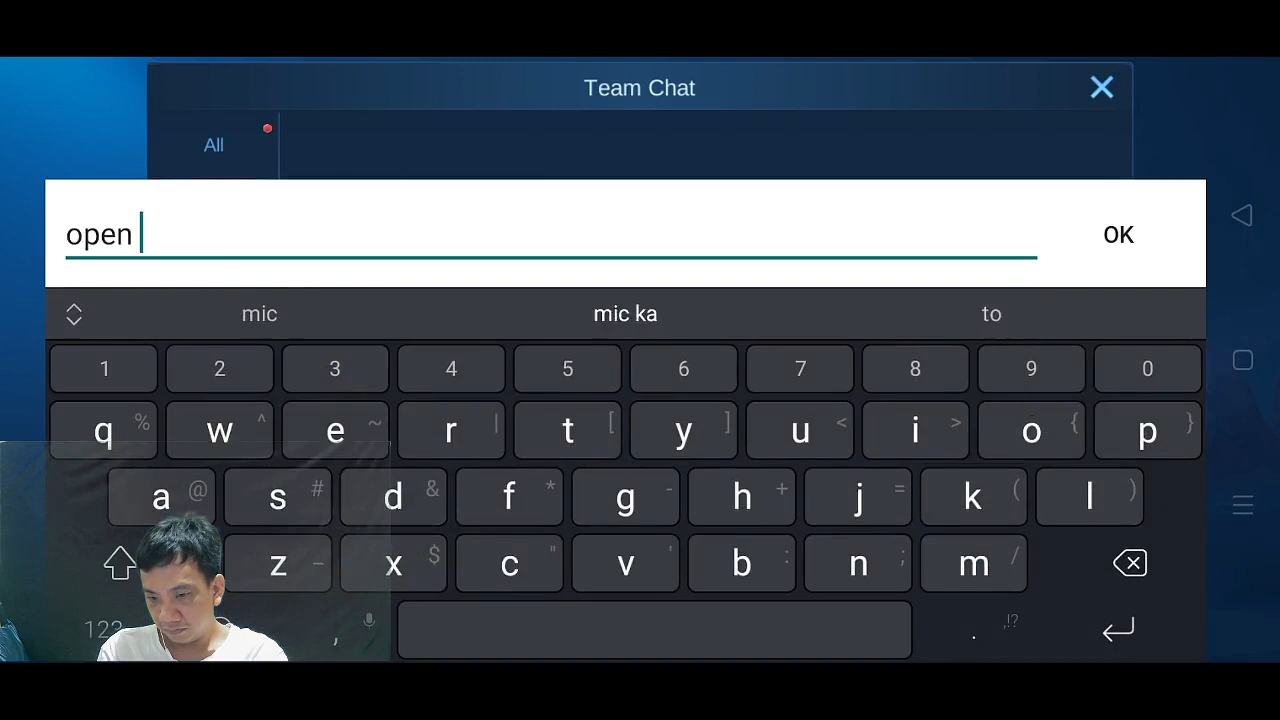 Team Chat
All
open
OK
mic mic ka to
1 2 3 4 5 6 7 8 9 0
q % w ^ e ~ r | t [ y ] u < i > o { p }
a @ s # d & f * g - h + j = k ( l )
z _ x $ c " v ' b : n ; m /
123 , . ,!?